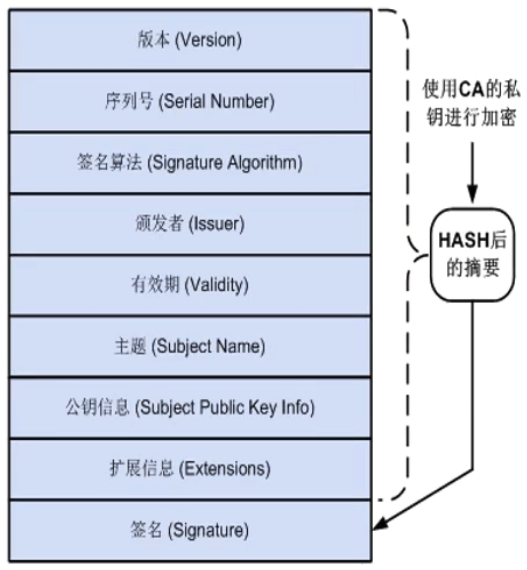 版本 (Version)
序列号 (Serial Number)
签名算法 (Signature Algorithm)
颁发者 (Issuer)
有效期 (Validity)
主题 (Subject Name)
公钥信息 (Subject Public Key Info)
扩展信息 (Extensions)
签名 (Signature)
使用CA的私
钥进行加密
HASH后
的摘要